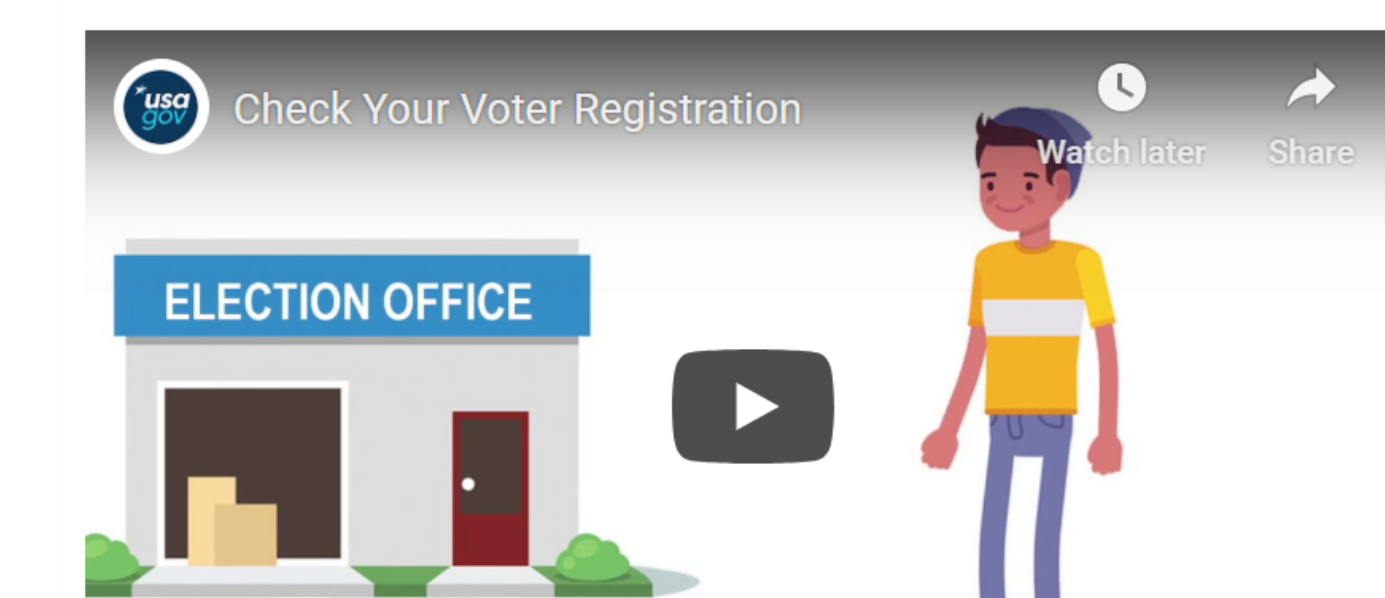 usa
gov
Check Your Voter Registration
Watch later
Share
ELECTION OFFICE